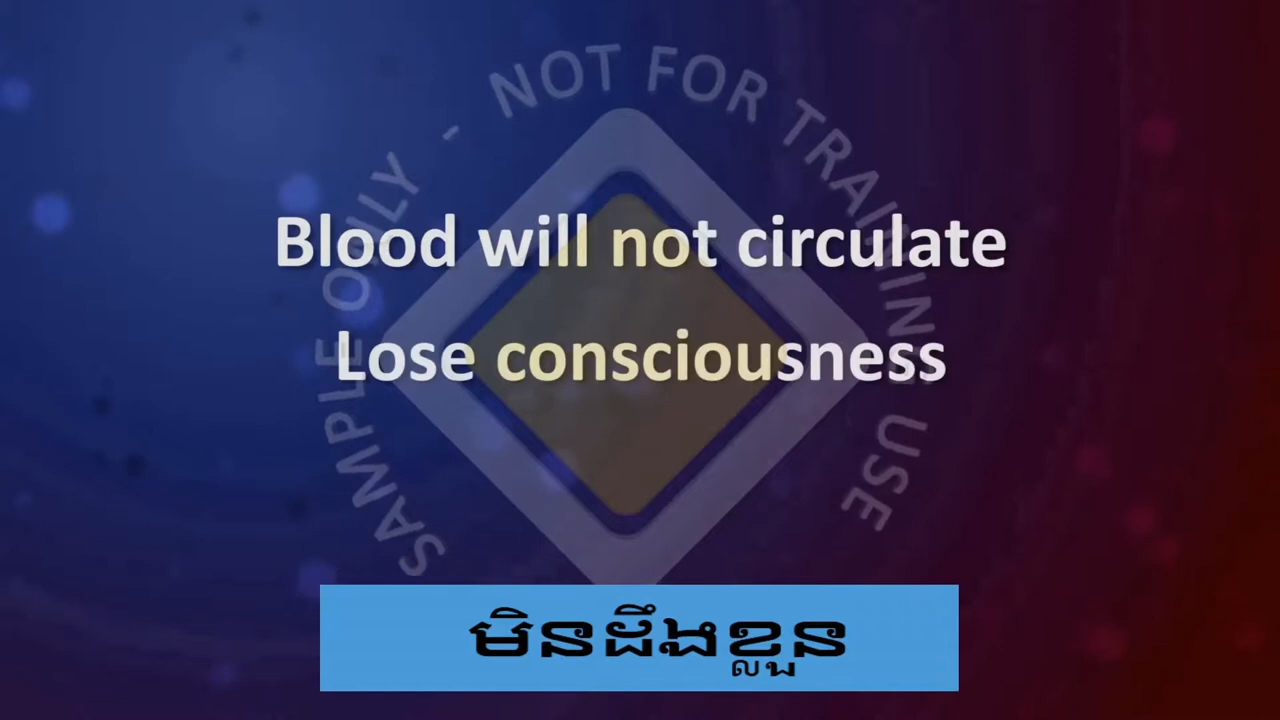 SAMPLE ONLY - NOT FOR TRAINING USE
Blood will not circulate
Lose consciousness
មិនដឹងខ្លួន